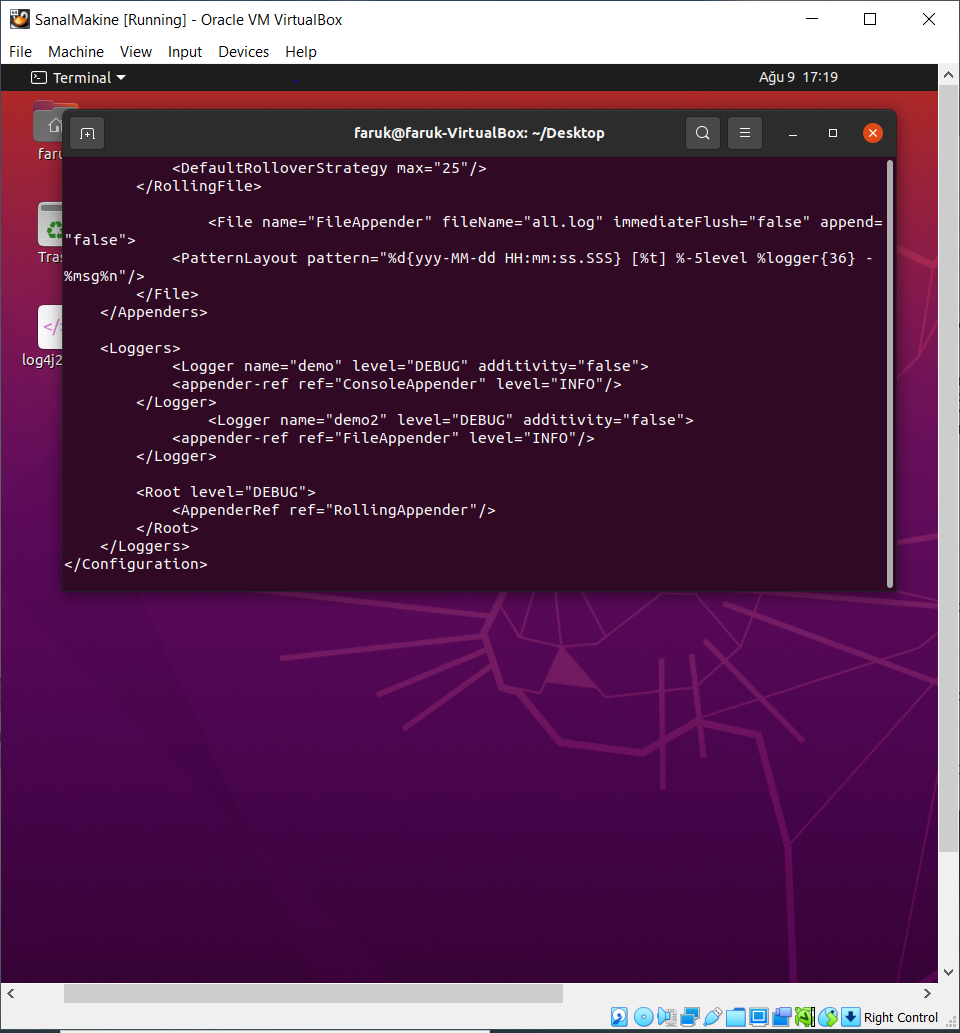 SanalMakine [Running] - Oracle VM VirtualBox
File Machine View Input Devices Help
Terminal
Ağu 9 17:19
faruk@faruk-VirtualBox: ~/Desktop
<DefaultRolloverStrategy max="25"/>
</RollingFile>
<File name="FileAppender" fileName="all.log" immediateFlush="false" append=
"false">
<PatternLayout pattern="%d{yyy-MM-dd HH:mm:ss.SSS} [%t] %-5level %logger{36} -
%msg%n"/>
</File>
</Appenders>
<Loggers>
<Logger name="demo" level="DEBUG" additivity="false">
<appender-ref ref="ConsoleAppender" level="INFO"/>
</Logger>
<Logger name="demo2" level="DEBUG" additivity="false">
<appender-ref ref="FileAppender" level="INFO"/>
</Logger>
<Root level="DEBUG">
<AppenderRef ref="RollingAppender"/>
</Root>
</Loggers>
</Configuration>
log4j2
Right Control